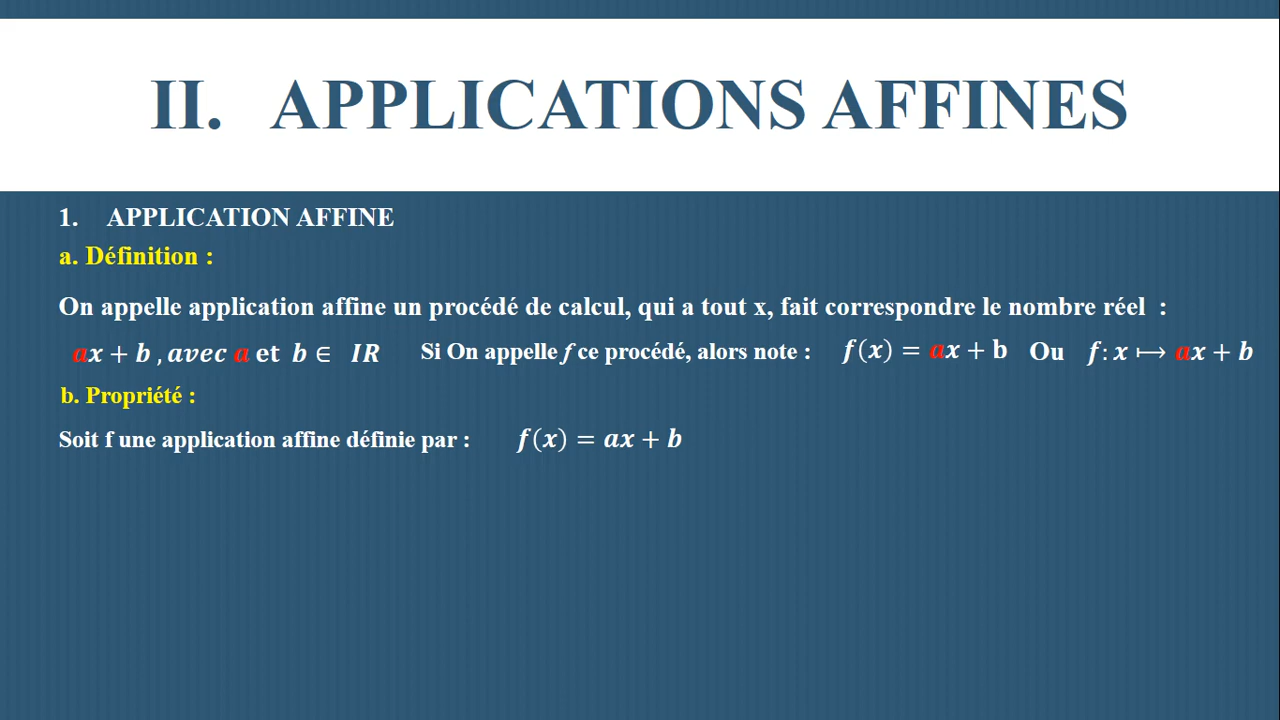 II. APPLICATIONS AFFINES
1. APPLICATION AFFINE
a. Définition :
On appelle application affine un procédé de calcul, qui a tout x, fait correspondre le nombre réel :
ax + b , avec a et b ∈ IR Si On appelle f ce procédé, alors note : f(x) = ax + b Ou f: x ⟼ ax + b
b. Propriété :
Soit f une application affine définie par : f(x) = ax + b